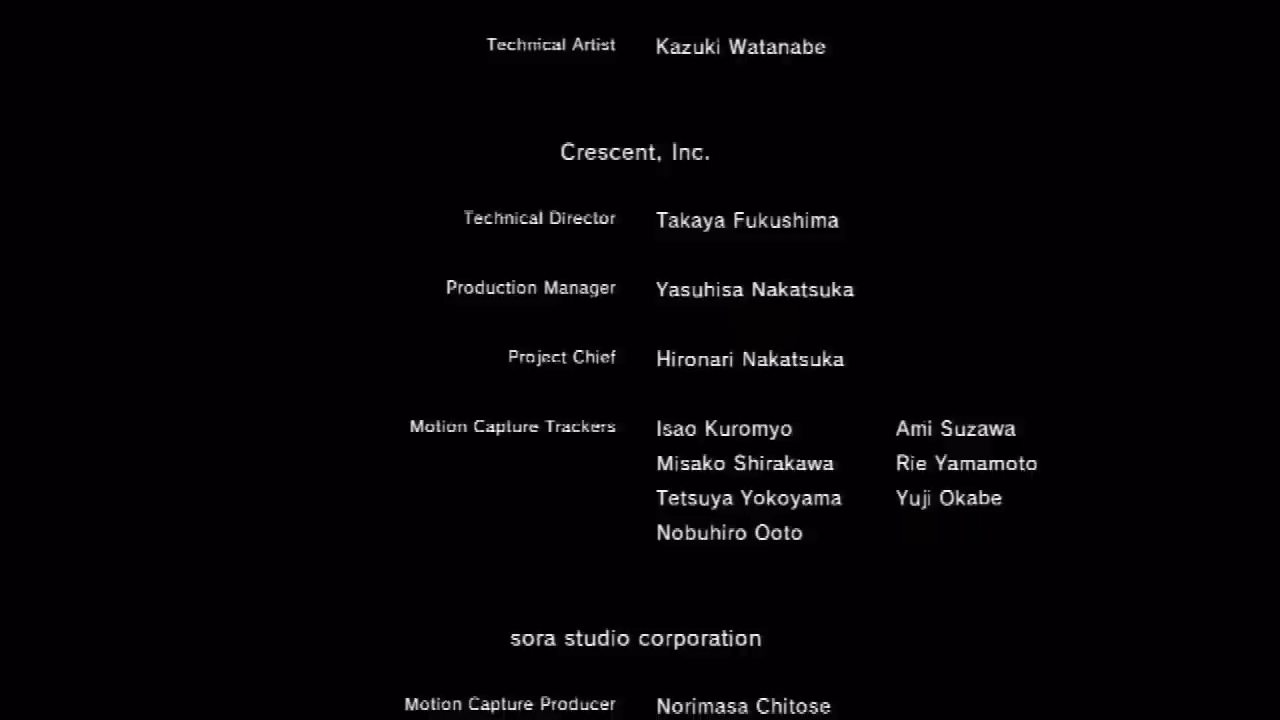 Technical Artist Kazuki Watanabe
Crescent, Inc.
Technical Director Takaya Fukushima
Production Manager Yasuhisa Nakatsuka
Project Chief Hironari Nakatsuka
Motion Capture Trackers Isao Kuromyo Ami Suzawa
Misako Shirakawa Rie Yamamoto
Tetsuya Yokoyama Yuji Okabe
Nobuhiro Ooto
sora studio corporation
Motion Capture Producer Norimasa Chitose